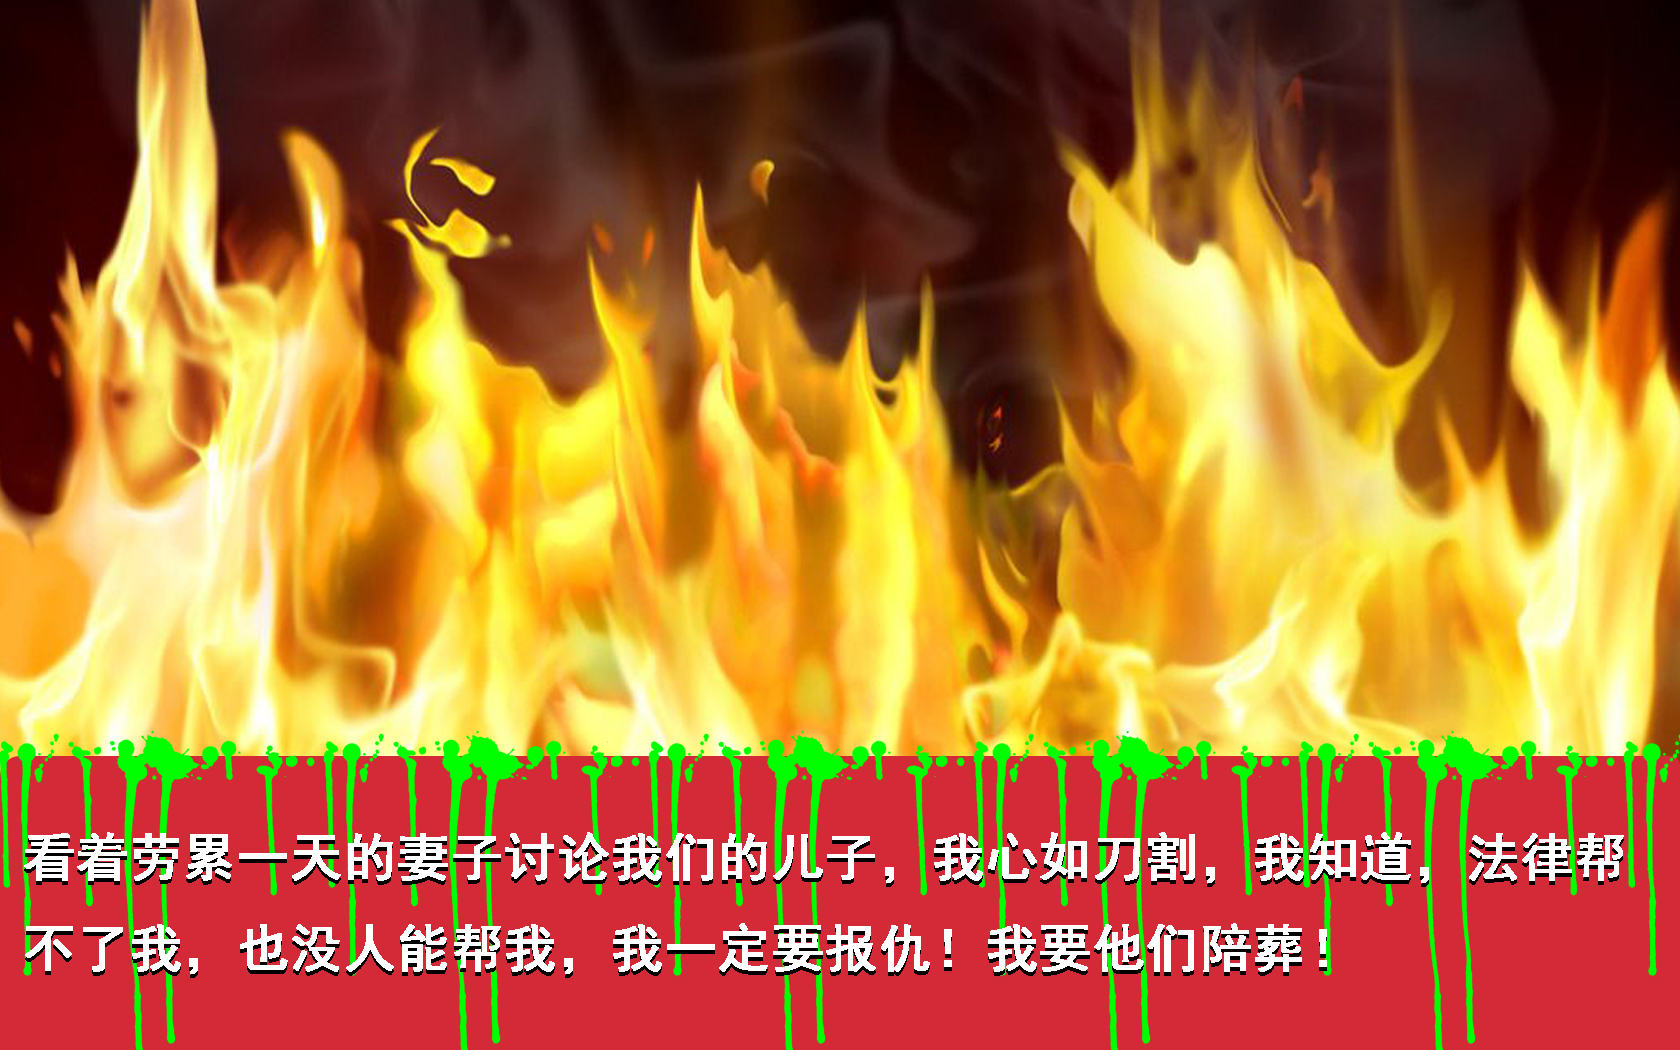 看着劳累一天的妻子讨论我们的儿子，我心如刀割，我知道，法律帮
不了我，也没人能帮我，我一定要报仇！我要他们陪葬！